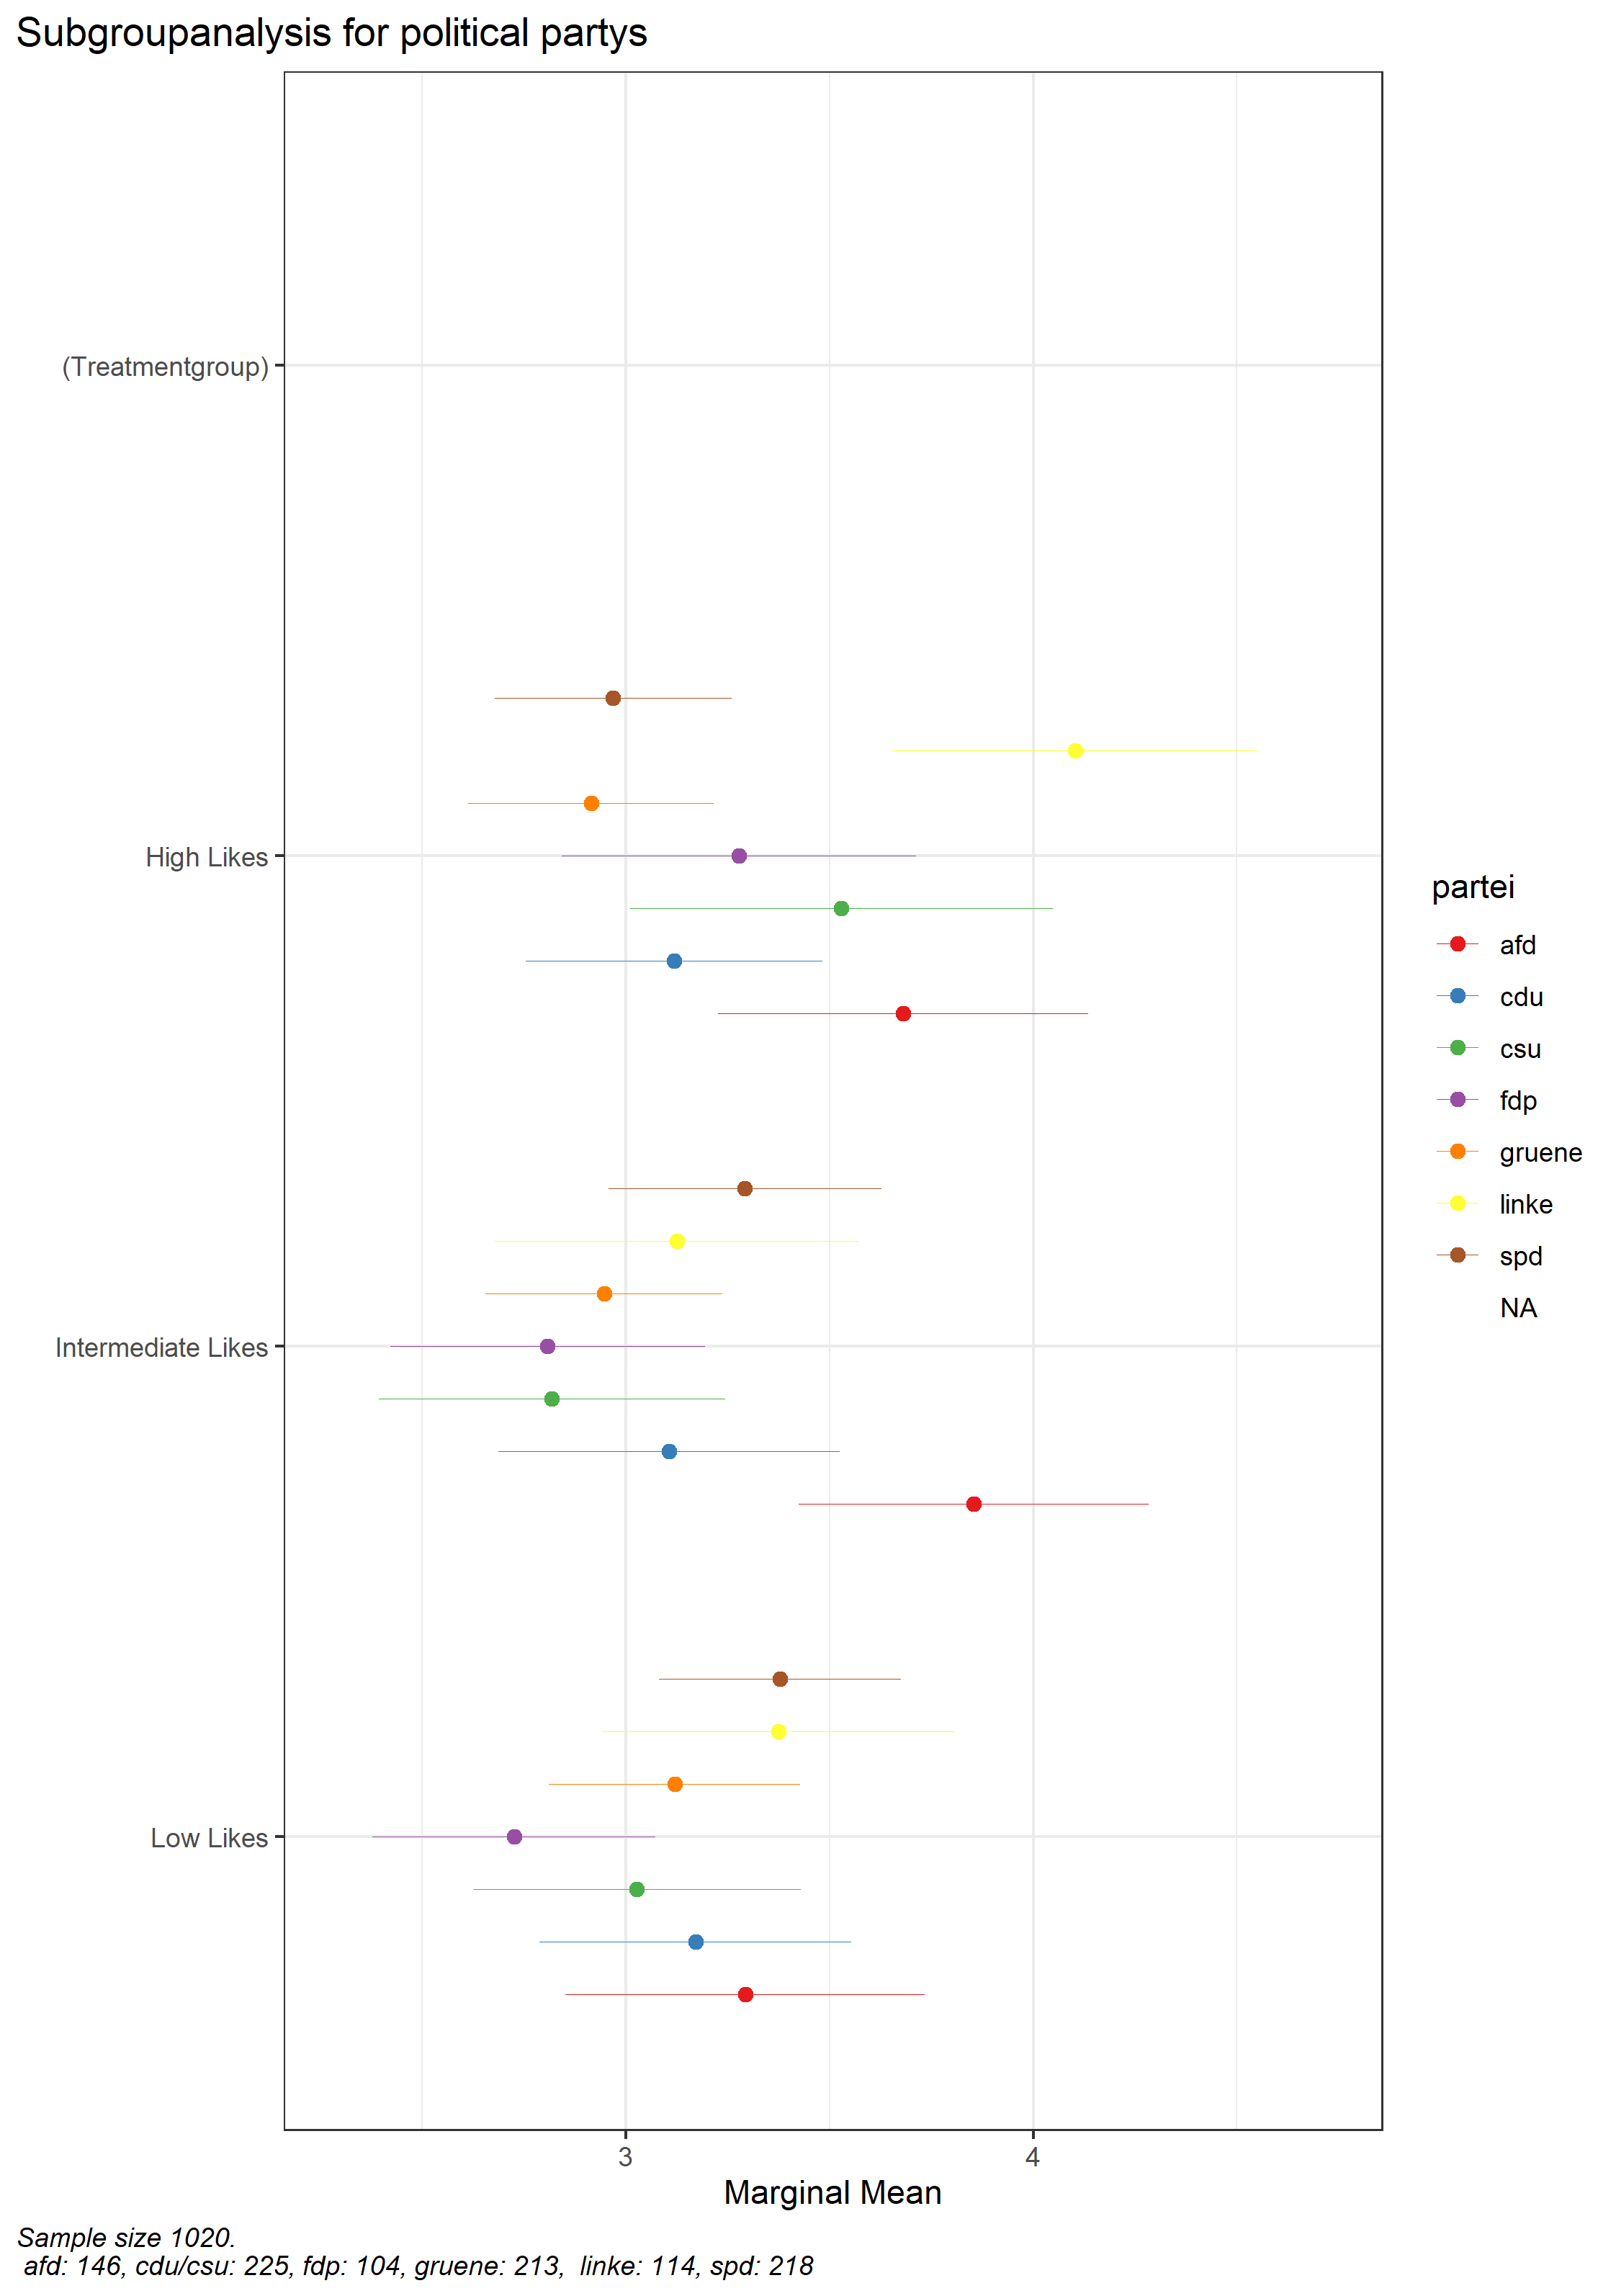 Subgroupanalysis for political partys
(Treatmentgroup)
High Likes
Intermediate Likes
Low Likes
3
4
Marginal Mean
partei
afd
cdu
csu
fdp
gruene
linke
spd
NA
Sample size 1020.
afd: 146, cdu/csu: 225, fdp: 104, gruene: 213,  linke: 114, spd: 218